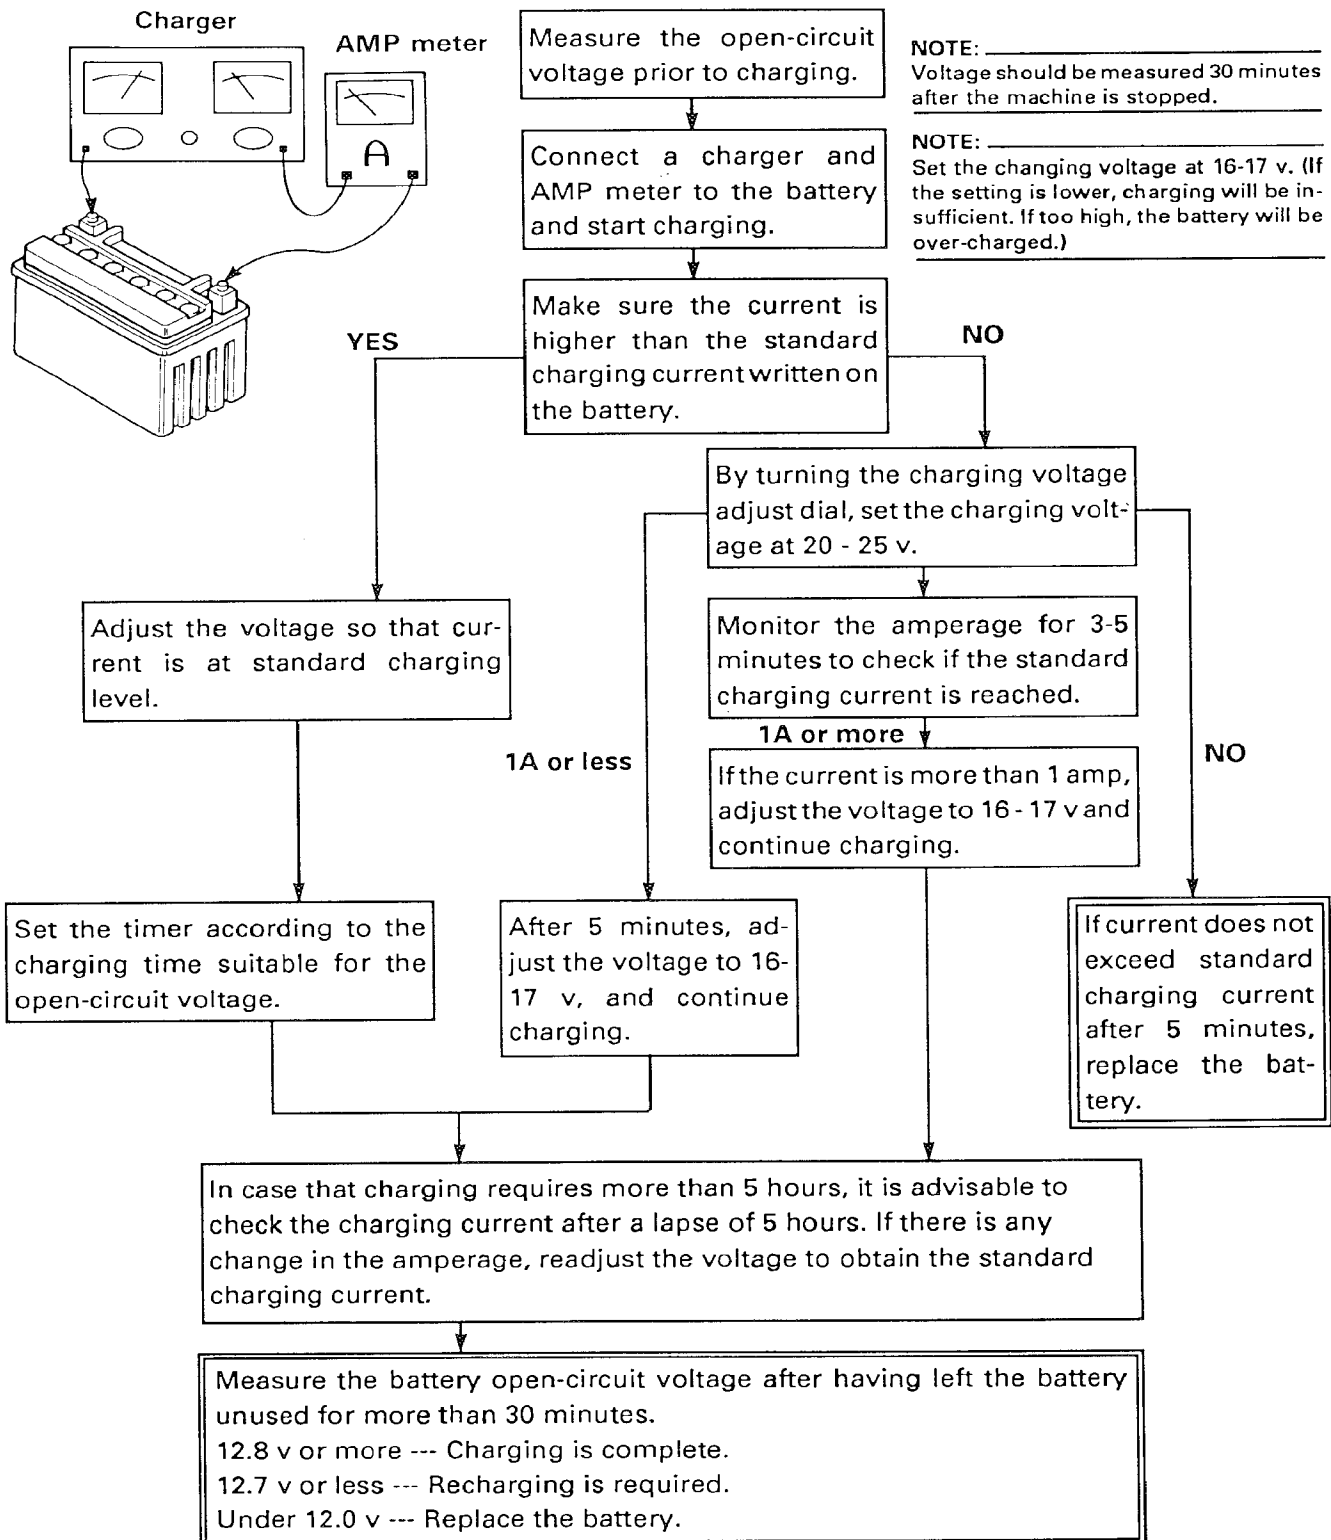 Charger
AMP meter
A
Measure the open-circuit
voltage prior to charging.
NOTE:
Voltage should be measured 30 minutes
after the machine is stopped.
Connect a charger and
AMP meter to the battery
and start charging.
NOTE:
Set the changing voltage at 16-17 v. (If
the setting is lower, charging will be in-
sufficient. If too high, the battery will be
over-charged.)
Make sure the current is
higher than the standard
charging current written on
the battery.
YES
NO
By turning the charging voltage
adjust dial, set the charging volt-
age at 20 - 25 v.
Adjust the voltage so that cur-
rent is at standard charging
level.
Monitor the amperage for 3-5
minutes to check if the standard
charging current is reached.
1A or more
1A or less
NO
If the current is more than 1 amp,
adjust the voltage to 16 - 17 v and
continue charging.
Set the timer according to the
charging time suitable for the
open-circuit voltage.
After 5 minutes, ad-
just the voltage to 16-
17 v, and continue
charging.
If current does not
exceed standard
charging current
after 5 minutes,
replace the bat-
tery.
In case that charging requires more than 5 hours, it is advisable to
check the charging current after a lapse of 5 hours. If there is any
change in the amperage, readjust the voltage to obtain the standard
charging current.
Measure the battery open-circuit voltage after having left the battery
unused for more than 30 minutes.
12.8 v or more --- Charging is complete.
12.7 v or less --- Recharging is required.
Under 12.0 v --- Replace the battery.